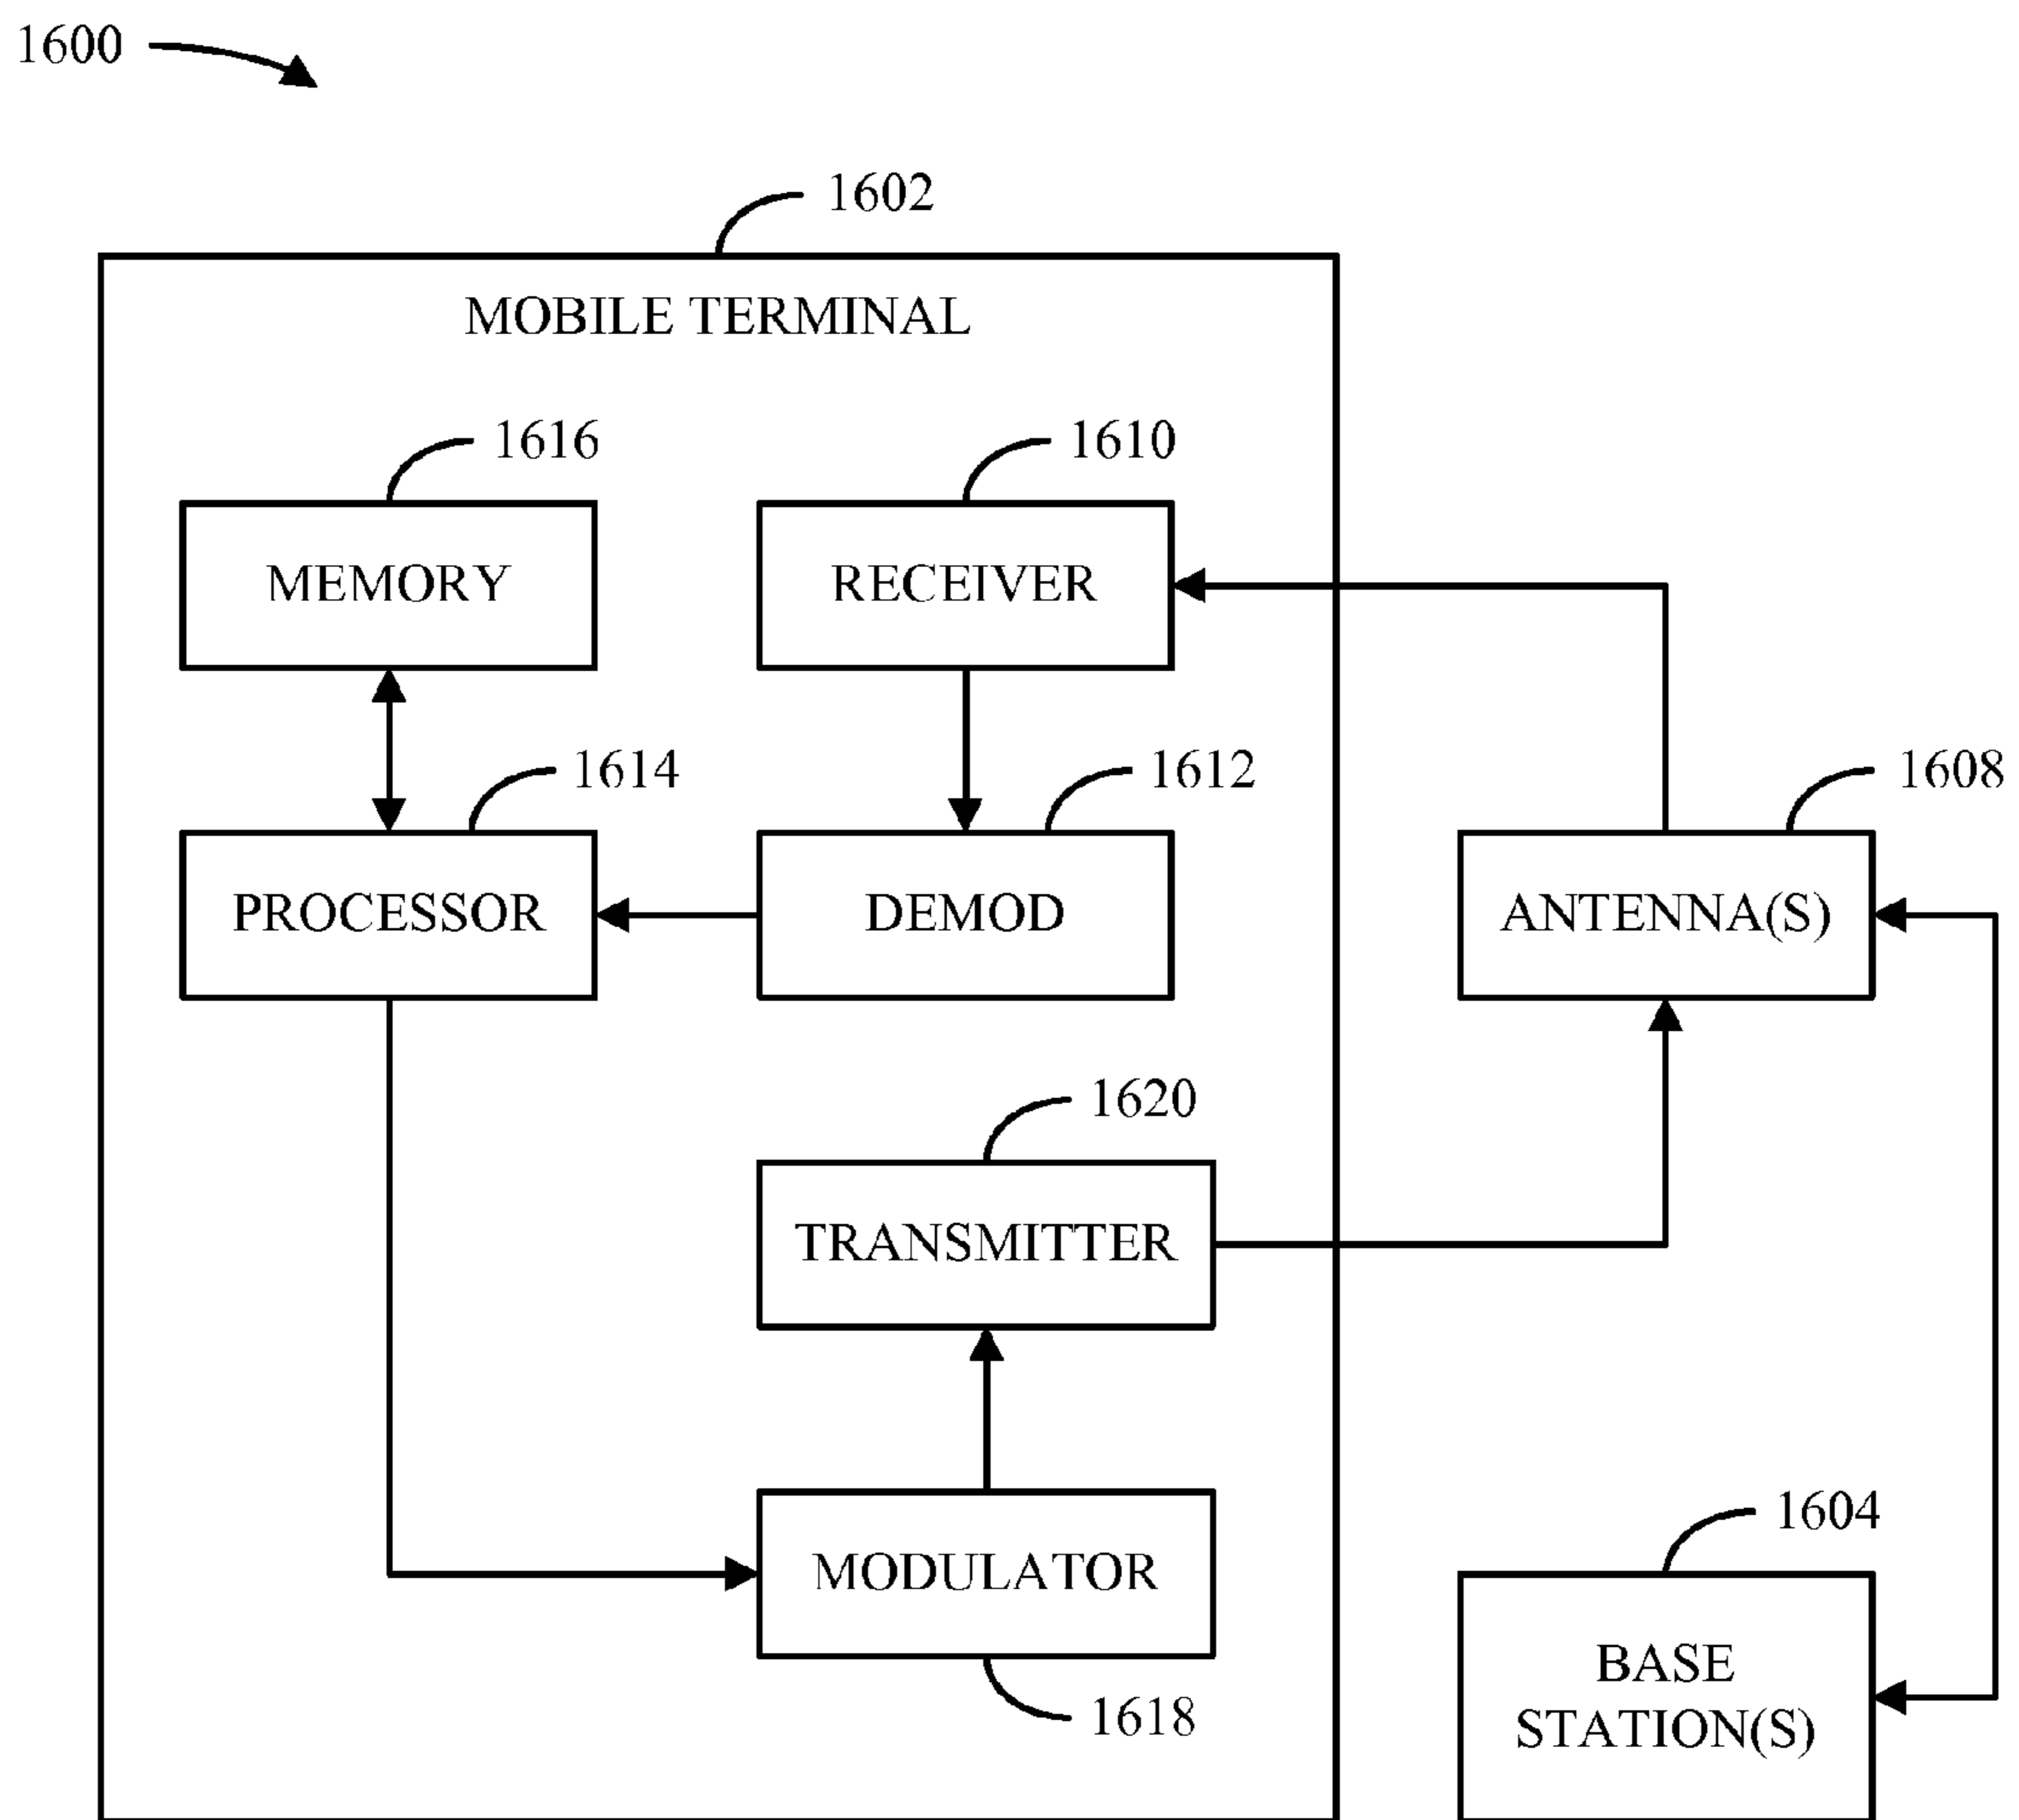 1600
1602
MOBILE TERMINAL
1616
1610
MEMORY
RECEIVER
1614
1612
1608
PROCESSOR
DEMOD
ANTENNA(S)
1620
TRANSMITTER
1604
MODULATOR
BASE
STATION(S)
1618